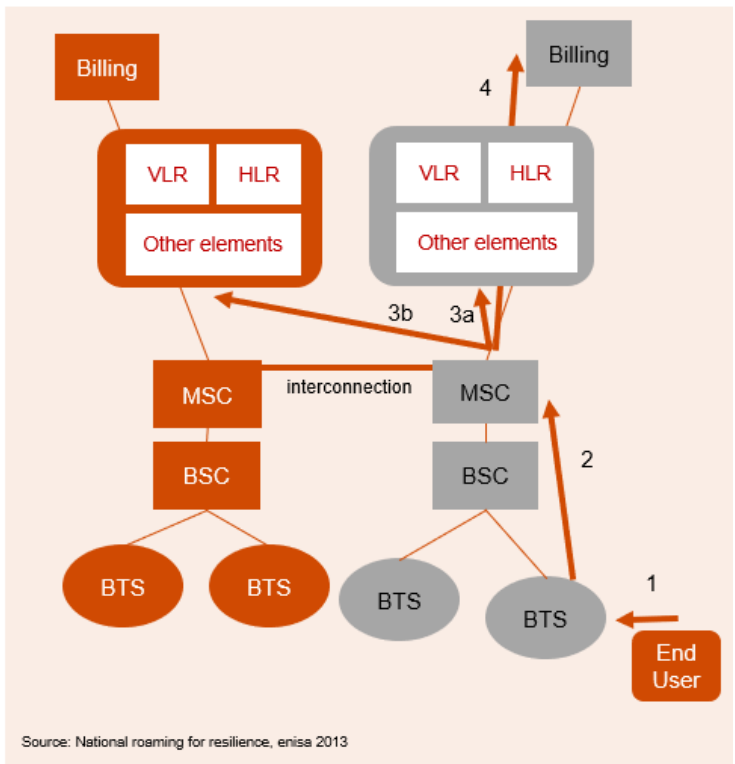 Billing
Billing
4
VLR
HLR
VLR
HLR
Other elements
Other elements
3b
3a
MSC
interconnection
MSC
BSC
BSC
2
BTS
BTS
BTS
BTS
1
End
User
Source: National roaming for resilience, enisa 2013